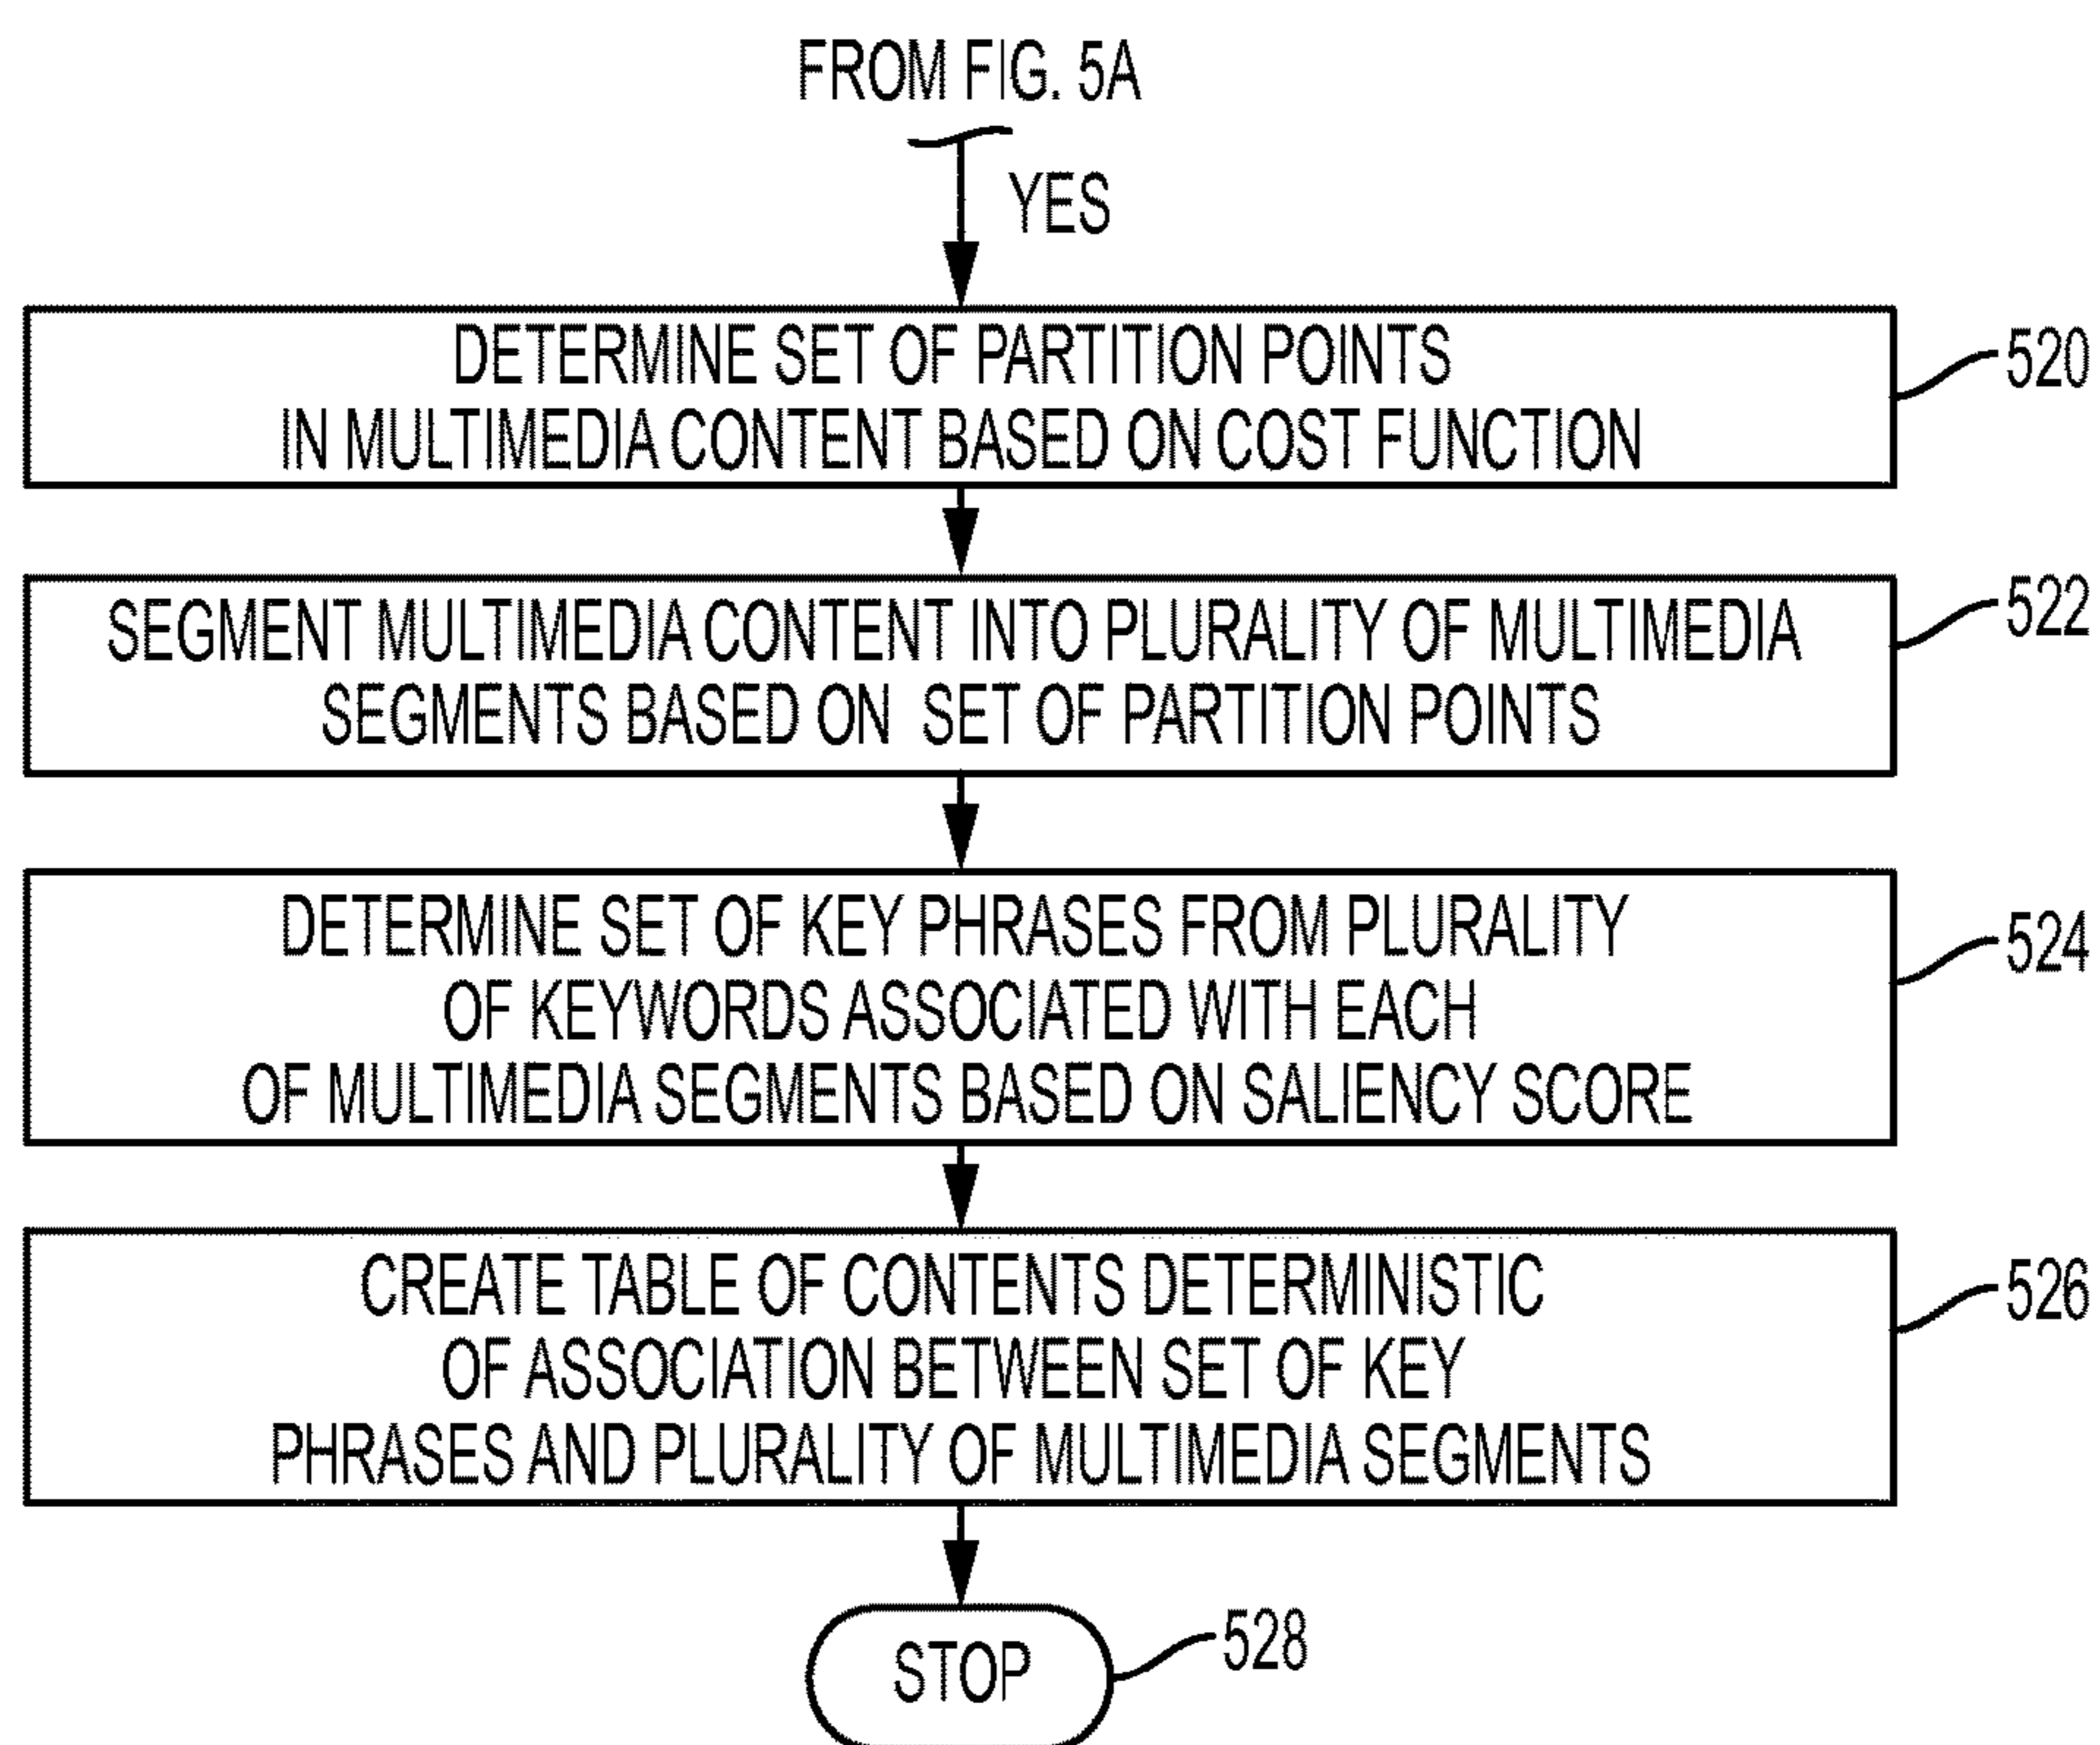 FROM FIG. 5A
YES
DETERMINE SET OF PARTITION POINTS
IN MULTIMEDIA CONTENT BASED ON COST FUNCTION
520
SEGMENT MULTIMEDIA CONTENT INTO PLURALITY OF MULTIMEDIA
SEGMENTS BASED ON SET OF PARTITION POINTS
522
DETERMINE SET OF KEY PHRASES FROM PLURALITY
OF KEYWORDS ASSOCIATED WITH EACH
OF MULTIMEDIA SEGMENTS BASED ON SALIENCY SCORE
524
CREATE TABLE OF CONTENTS DETERMINISTIC
OF ASSOCIATION BETWEEN SET OF KEY
PHRASES AND PLURALITY OF MULTIMEDIA SEGMENTS
526
STOP
528